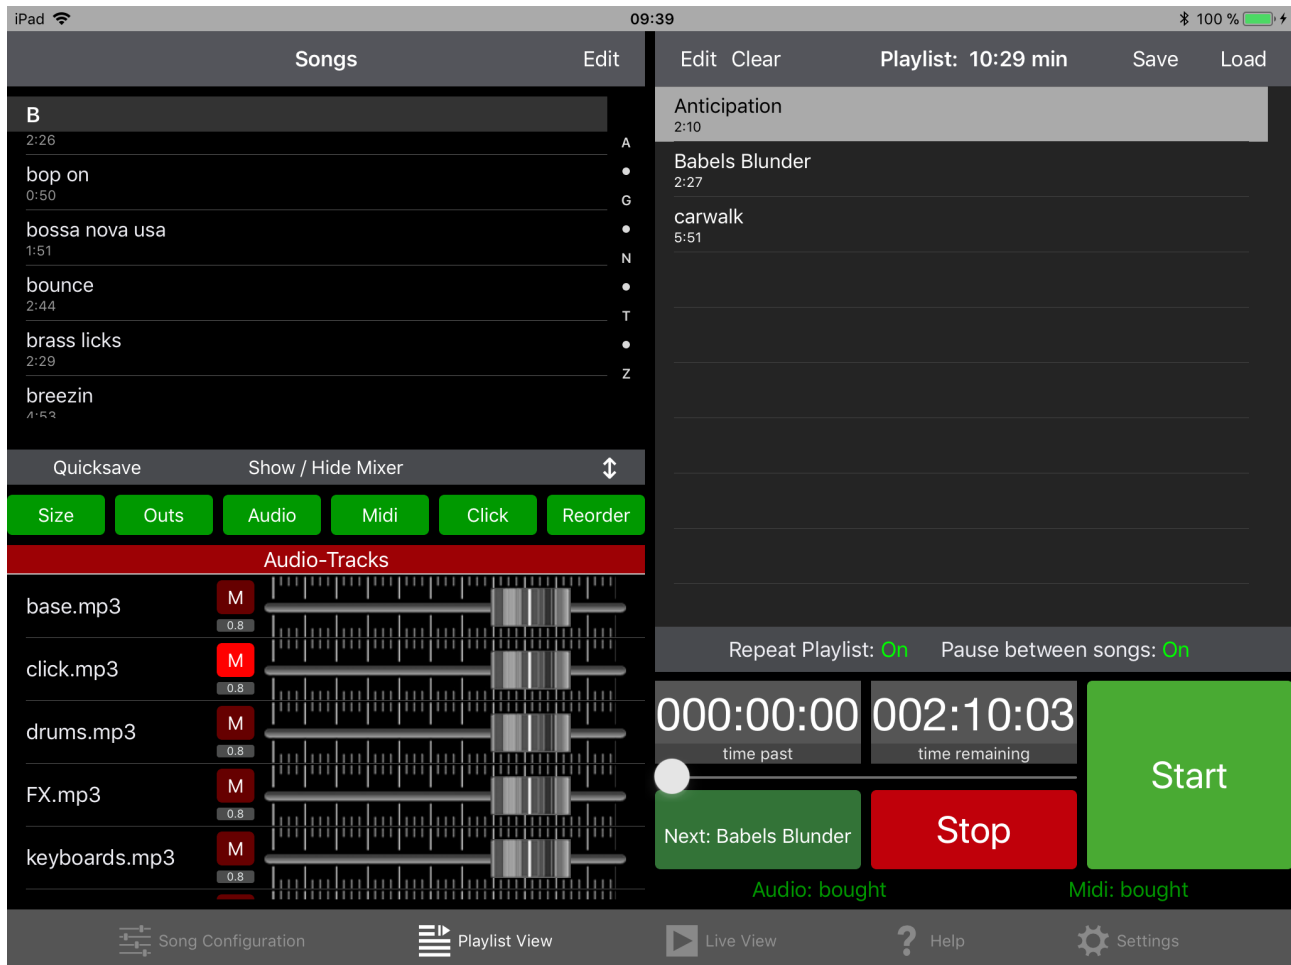 iPad 09:39 100 %
Songs Edit
B
2:26
bop on
0:50
bossa nova usa
1:51
bounce
2:44
brass licks
2:29
breezin
4:53
A
G
N
T
Z
Quicksave Show / Hide Mixer
Size Outs Audio Midi Click Reorder
Audio-Tracks
base.mp3 M
0.8
click.mp3 M
0.8
drums.mp3 M
0.8
FX.mp3 M
0.8
keyboards.mp3 M
0.8
Edit Clear Playlist: 10:29 min Save Load
Anticipation
2:10
Babels Blunder
2:27
carwalk
5:51
Repeat Playlist: On Pause between songs: On
000:00:00 002:10:03
time past time remaining
Start
Next: Babels Blunder Stop
Audio: bought Midi: bought
Song Configuration Playlist View Live View ? Help Settings